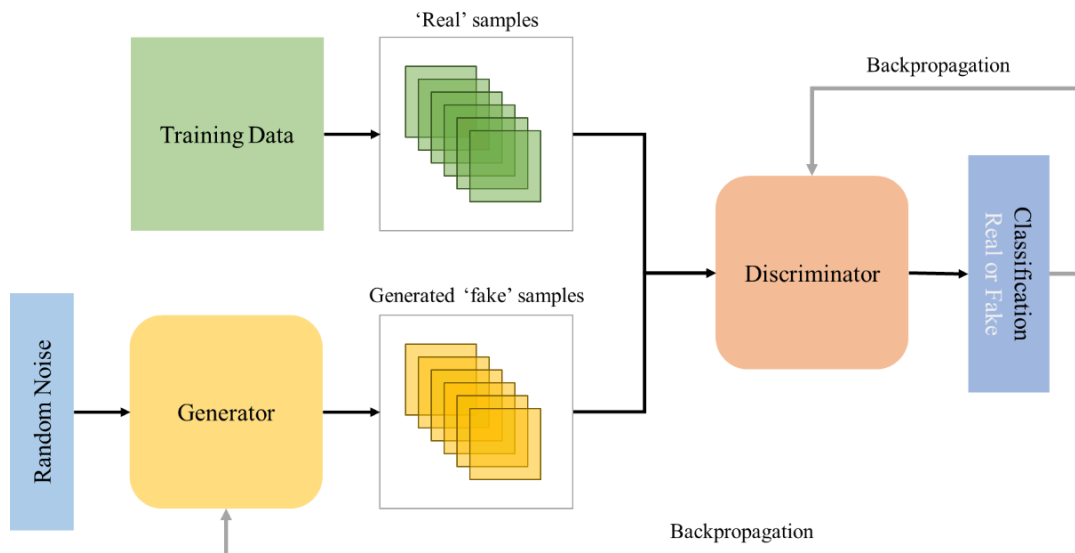 ‘Real’ samples
Backpropagation
Training Data
Classification
Real or Fake
Discriminator
Generated ‘fake’ samples
Random Noise
Generator
Backpropagation